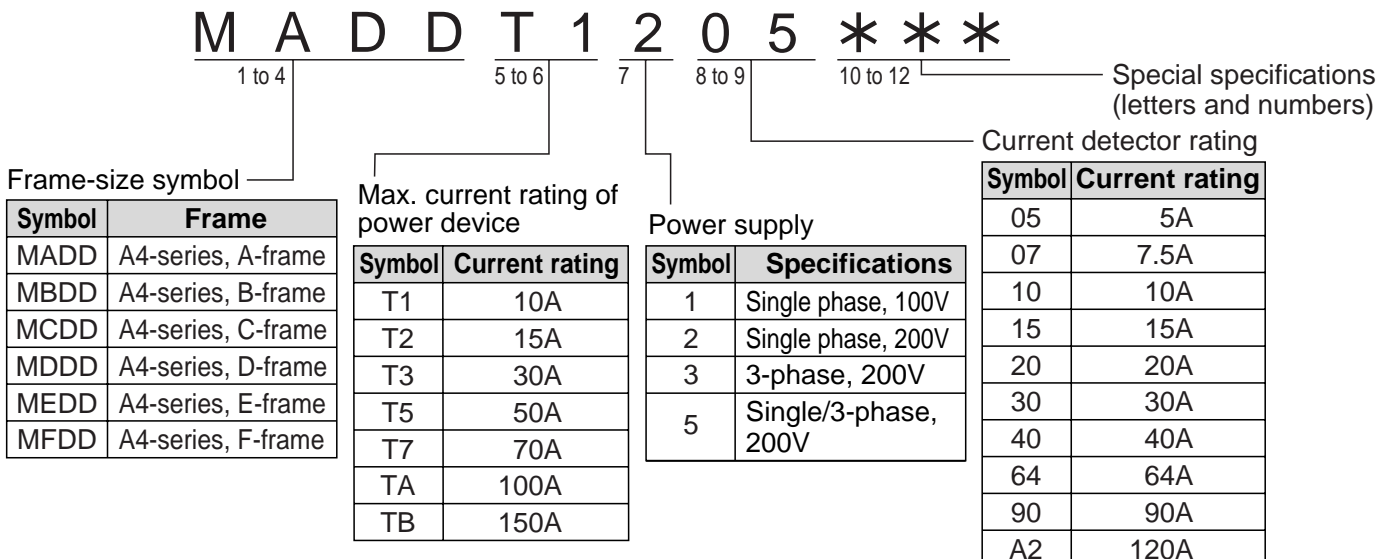 M A D D T 1 2 0 5 * * *
1 to 4 5 to 6 7 8 to 9 10 to 12
Special specifications
(letters and numbers)
Frame-size symbol
Symbol Frame
MADD A4-series, A-frame
MBDD A4-series, B-frame
MCDD A4-series, C-frame
MDDD A4-series, D-frame
MEDD A4-series, E-frame
MFDD A4-series, F-frame
Max. current rating of
power device
Symbol Current rating
T1 10A
T2 15A
T3 30A
T5 50A
T7 70A
TA 100A
TB 150A
Power supply
Symbol Specifications
1 Single phase, 100V
2 Single phase, 200V
3 3-phase, 200V
5 Single/3-phase,
200V
Current detector rating
Symbol Current rating
05 5A
07 7.5A
10 10A
15 15A
20 20A
30 30A
40 40A
64 64A
90 90A
A2 120A